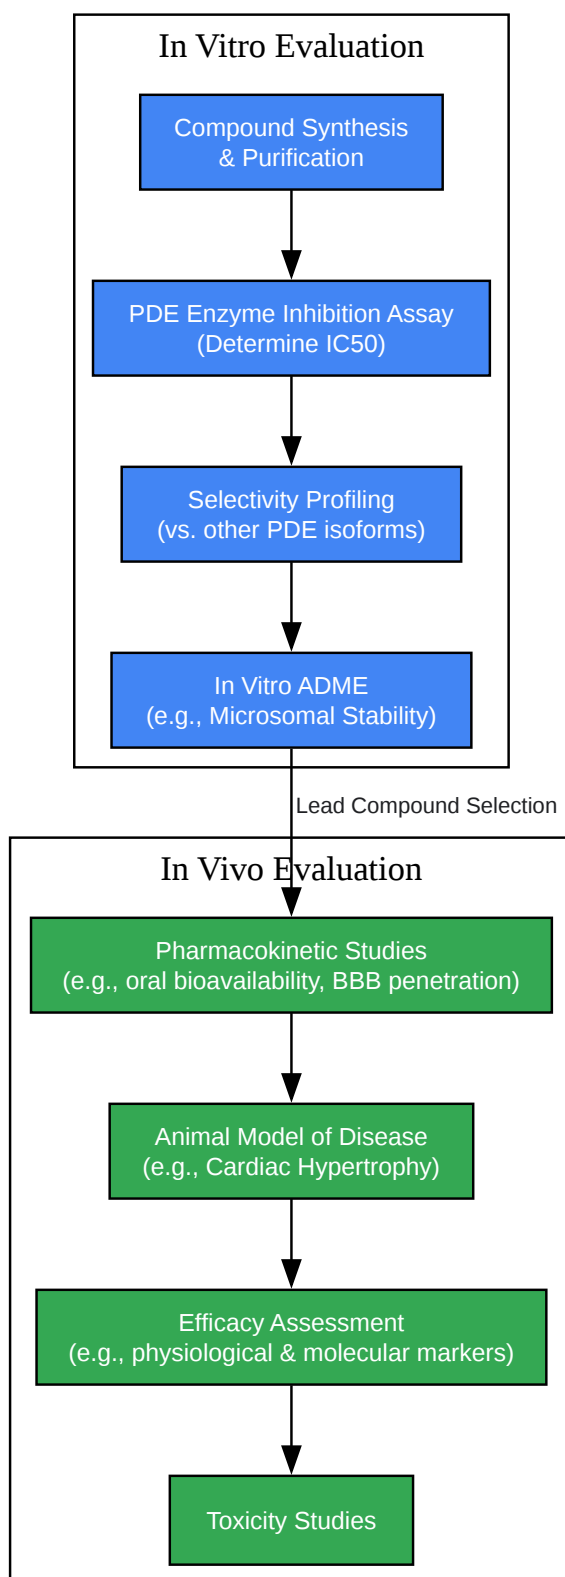 In Vitro Evaluation
Compound Synthesis
& Purification
PDE Enzyme Inhibition Assay
(Determine IC50)
Selectivity Profiling
(vs. other PDE isoforms)
In Vitro ADME
(e.g., Microsomal Stability)
Lead Compound Selection
In Vivo Evaluation
Pharmacokinetic Studies
(e.g., oral bioavailability, BBB penetration)
Animal Model of Disease
(e.g., Cardiac Hypertrophy)
Efficacy Assessment
(e.g., physiological & molecular markers)
Toxicity Studies